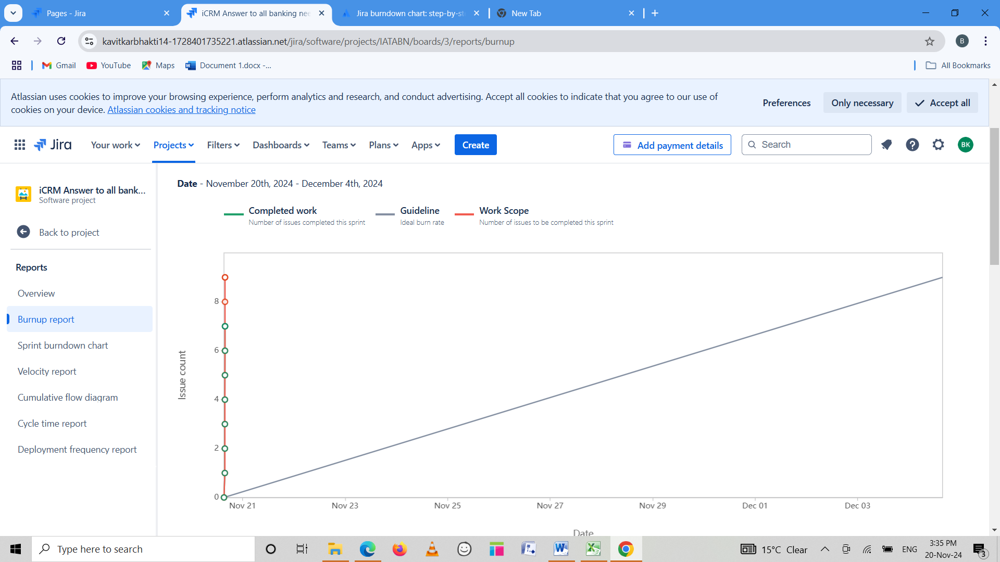 Pages - Jira
iCRM Answer to all banking nee
Jira burndown chart: step-by-st
New Tab
kavitkarbhakti14-1728401735221.atlassian.net/jira/software/projects/IATABN/boards/3/reports/burnup
B
Gmail
YouTube
Maps
Document 1.docx -...
All Bookmarks
Atlassian uses cookies to improve your browsing experience, perform analytics and research, and conduct advertising. Accept all cookies to indicate that you agree to our use of
cookies on your device. Atlassian cookies and tracking notice
Preferences
Only necessary
Accept all
Jira
Your work
Projects
Filters
Dashboards
Teams
Plans
Apps
Create
Add payment details
Search
BK
iCRM Answer to all bank...
Software project
Back to project
Reports
Overview
Burnup report
Sprint burndown chart
Velocity report
Cumulative flow diagram
Cycle time report
Deployment frequency report
Date - November 20th, 2024 - December 4th, 2024
Completed work
Number of issues completed this sprint
Guideline
Ideal burn rate
Work Scope
Number of issues to be completed this sprint
Issue count
8
6
4
2
0
Nov 21
Nov 23
Nov 25
Nov 27
Nov 29
Dec 01
Dec 03
Date
Type here to search
15°C Clear
ENG
3:35 PM
20-Nov-24
3